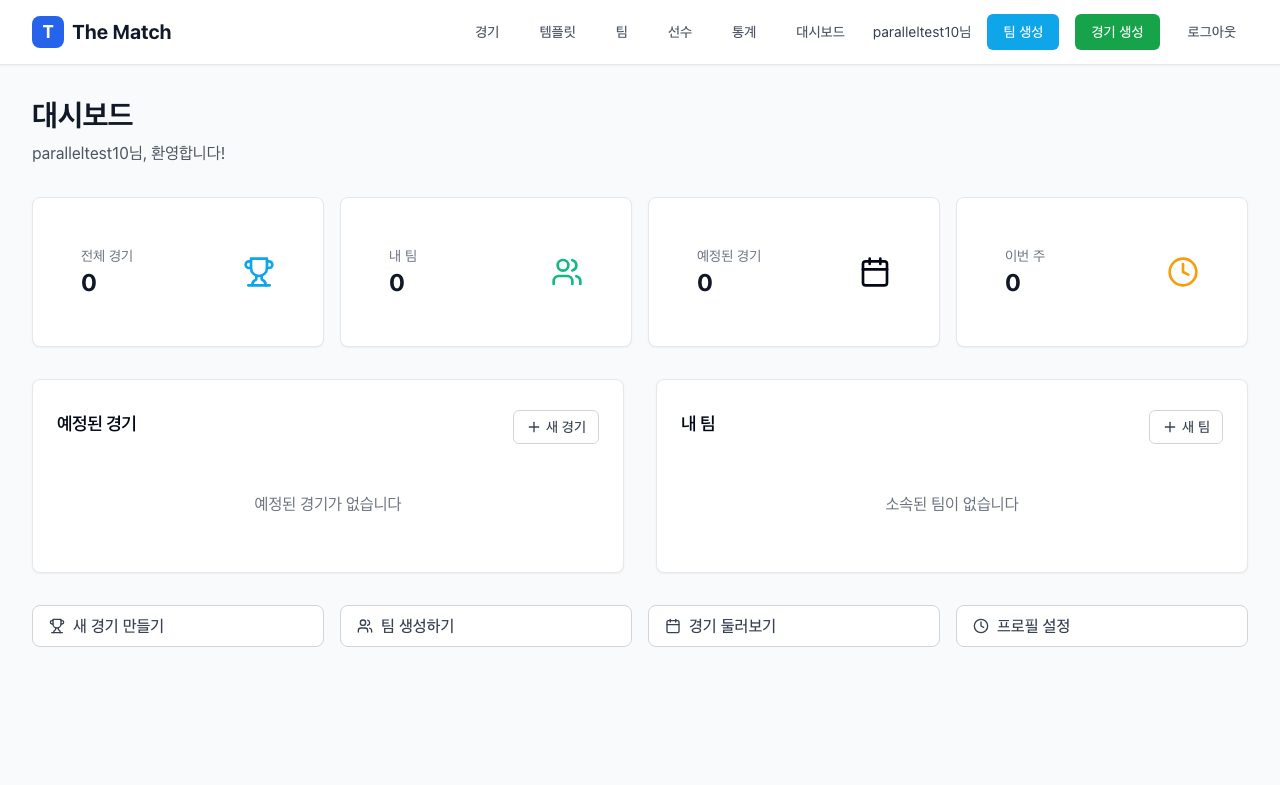 T The Match 경기 템플릿 팀 선수 통계 대시보드 paralleltest10님 팀 생성 경기 생성 로그아웃
대시보드
paralleltest10님, 환영합니다!
전체 경기
0
내 팀
0
예정된 경기
0
이번 주
0
예정된 경기
새 경기
예정된 경기가 없습니다
내 팀
새 팀
소속된 팀이 없습니다
새 경기 만들기
팀 생성하기
경기 둘러보기
프로필 설정